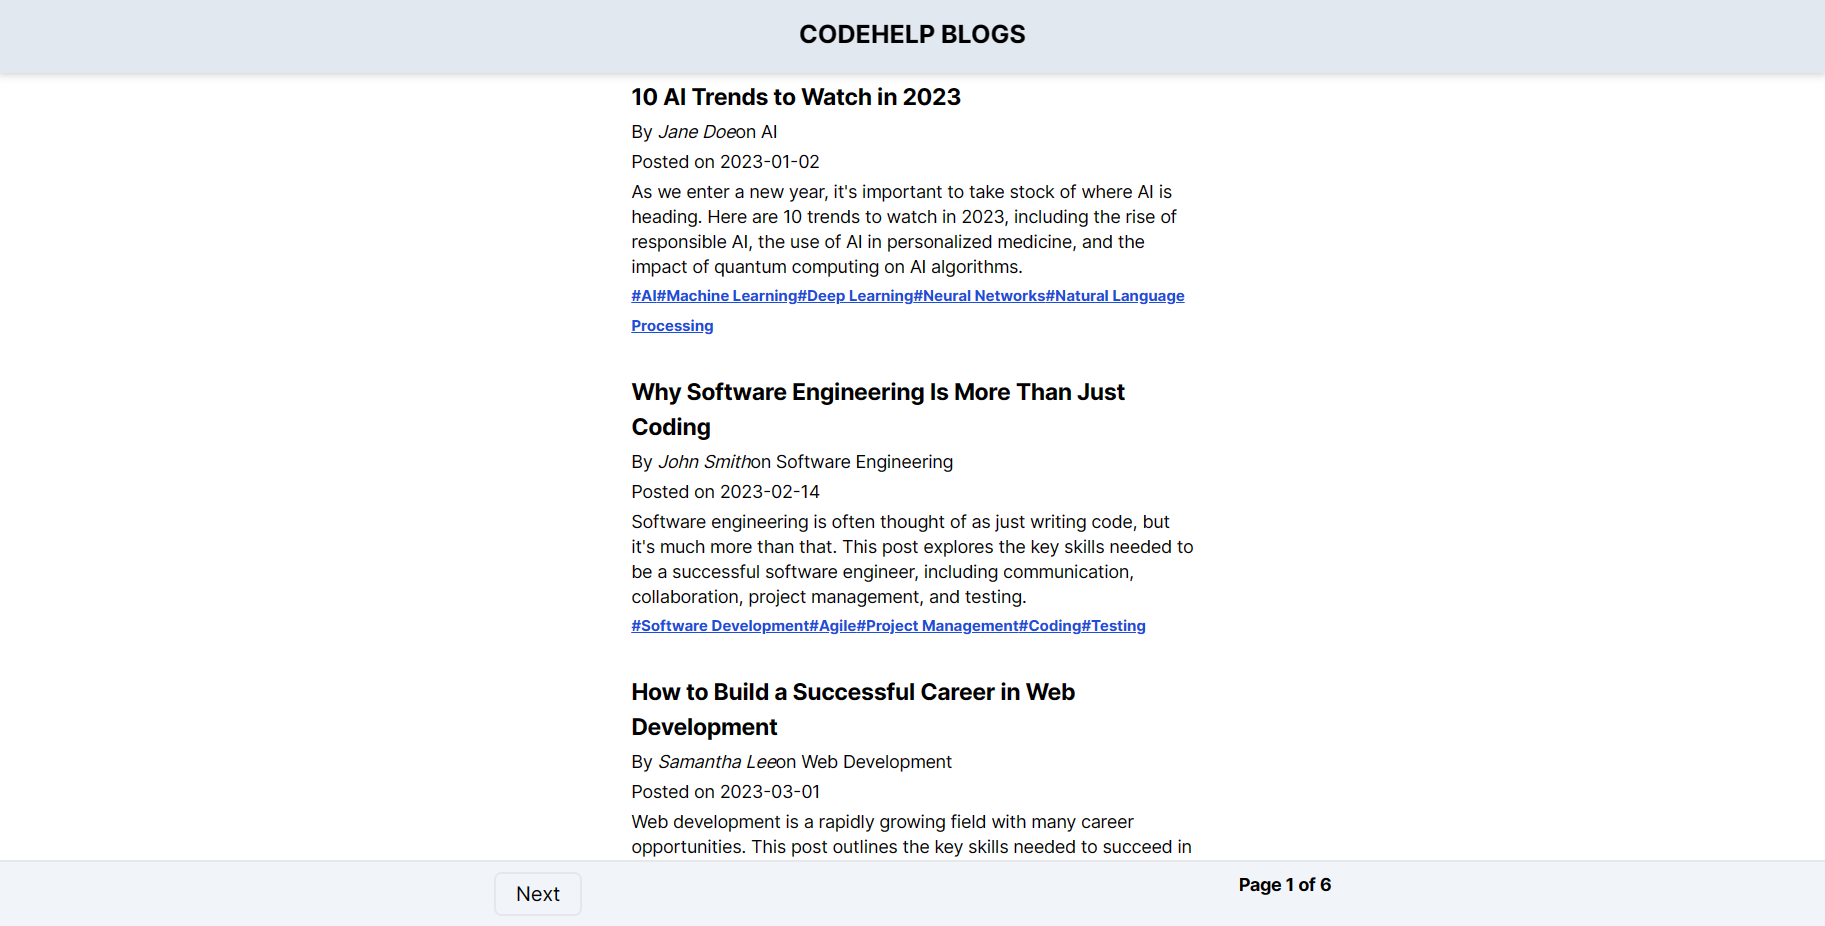 CODEHELP BLOGS
10 AI Trends to Watch in 2023
By Jane Doeon AI
Posted on 2023-01-02
As we enter a new year, it's important to take stock of where AI is
heading. Here are 10 trends to watch in 2023, including the rise of
responsible AI, the use of AI in personalized medicine, and the
impact of quantum computing on AI algorithms.
#AI#Machine Learning#Deep Learning#Neural Networks#Natural Language
Processing
Why Software Engineering Is More Than Just
Coding
By John Smithon Software Engineering
Posted on 2023-02-14
Software engineering is often thought of as just writing code, but
it's much more than that. This post explores the key skills needed to
be a successful software engineer, including communication,
collaboration, project management, and testing.
#Software Development#Agile#Project Management#Coding#Testing
How to Build a Successful Career in Web
Development
By Samantha Leeon Web Development
Posted on 2023-03-01
Web development is a rapidly growing field with many career
opportunities. This post outlines the key skills needed to succeed in
Next
Page 1 of 6